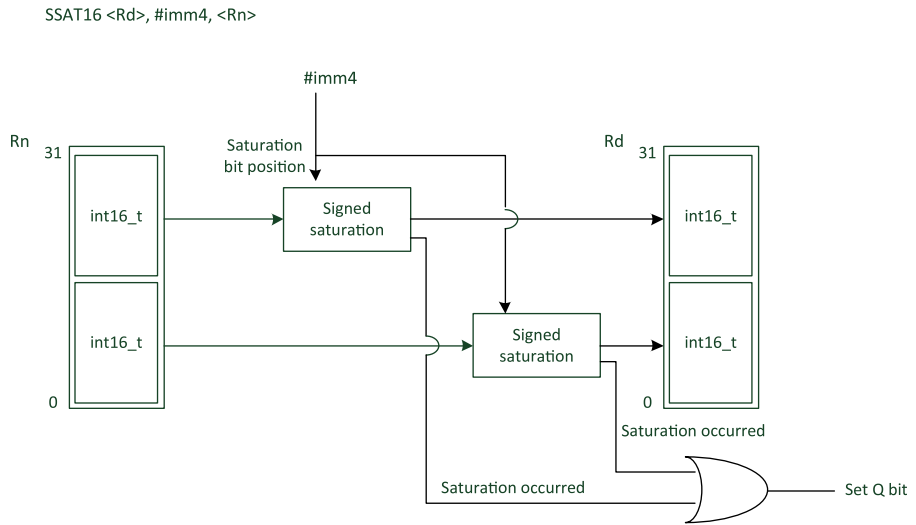 SSAT16 <Rd>, #imm4, <Rn>
#imm4
Rn
Saturation
bit position
Rd
31
31
Signed
saturation
int16_t
int16_t
Signed
saturation
int16_t
int16_t
0
0
Saturation occurred
Saturation occurred
Set Q bit